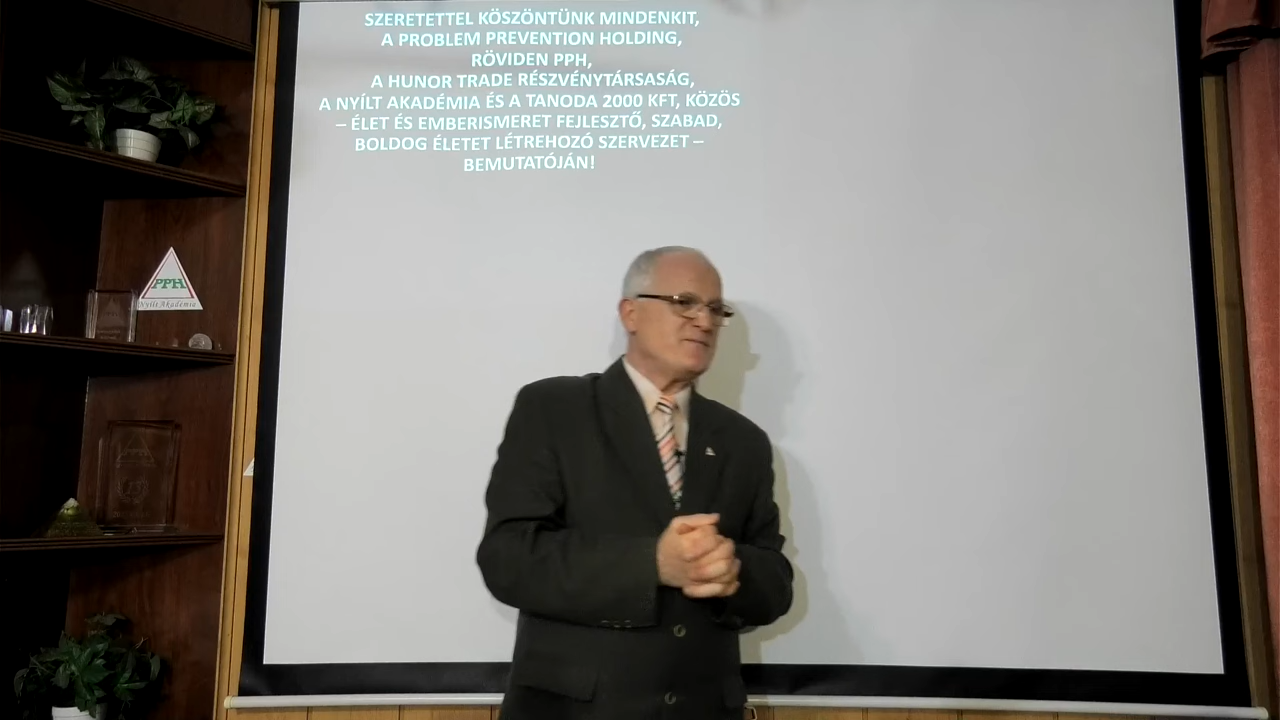 SZERETETTEL KÖSZÖNTÜNK MINDENKIT,
A PROBLEM PREVENTION HOLDING,
RÖVIDEN PPH,
A HUNOR TRADE RÉSZVÉNYTÁRSASÁG,
A NYÍLT AKADÉMIA ÉS A TANODA 2000 KFT, KÖZÖS
– ÉLET ÉS EMBERISMERET FEJLESZTŐ, SZABAD,
BOLDOG ÉLETET LÉTREHOZÓ SZERVEZET –
BEMUTATÓJÁN!
PPH
Nyílt Akadémia